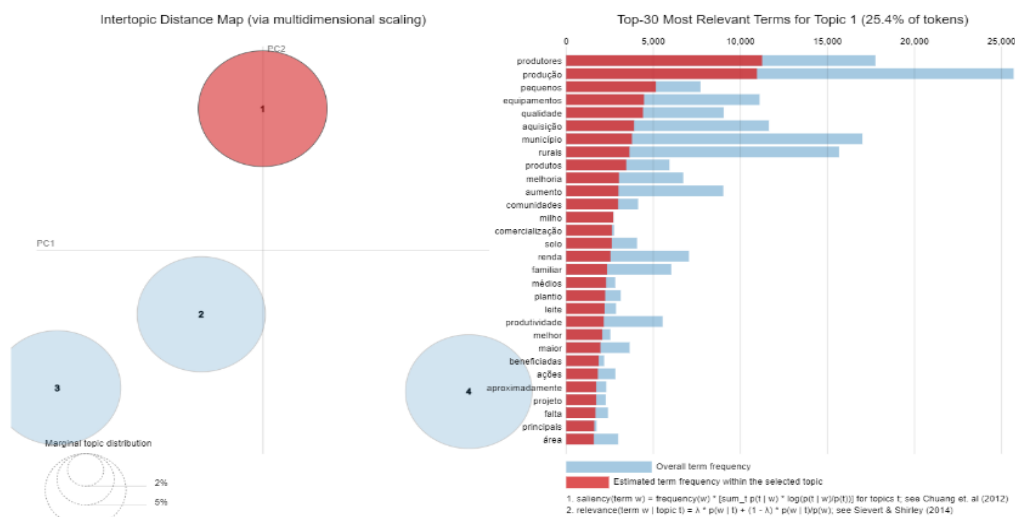 Intertopic Distance Map (via multidimensional scaling)
PC2
PC1
1
2
3
4
Marginal topic distribution
2%
5%
Top-30 Most Relevant Terms for Topic 1 (25.4% of tokens)
0 5,000 10,000 15,000 20,000 25,000
produtores
produção
pequenos
equipamentos
qualidade
aquisição
município
rurais
produtos
melhoria
aumento
comunidades
milho
comercialização
solo
renda
familiar
médios
plantio
leite
produtividade
melhor
maior
beneficiadas
ações
aproximadamente
projeto
falta
principais
área
Overall term frequency
Estimated term frequency within the selected topic
1. saliency(term w) = frequency(w) * [sum_t p(t | w) * log(p(t | w)/p(t))] for topics t; see Chuang et. al (2012)
2. relevance(term w | topic t) = λ * p(w | t) + (1 - λ) * p(w | t)/p(w); see Sievert & Shirley (2014)